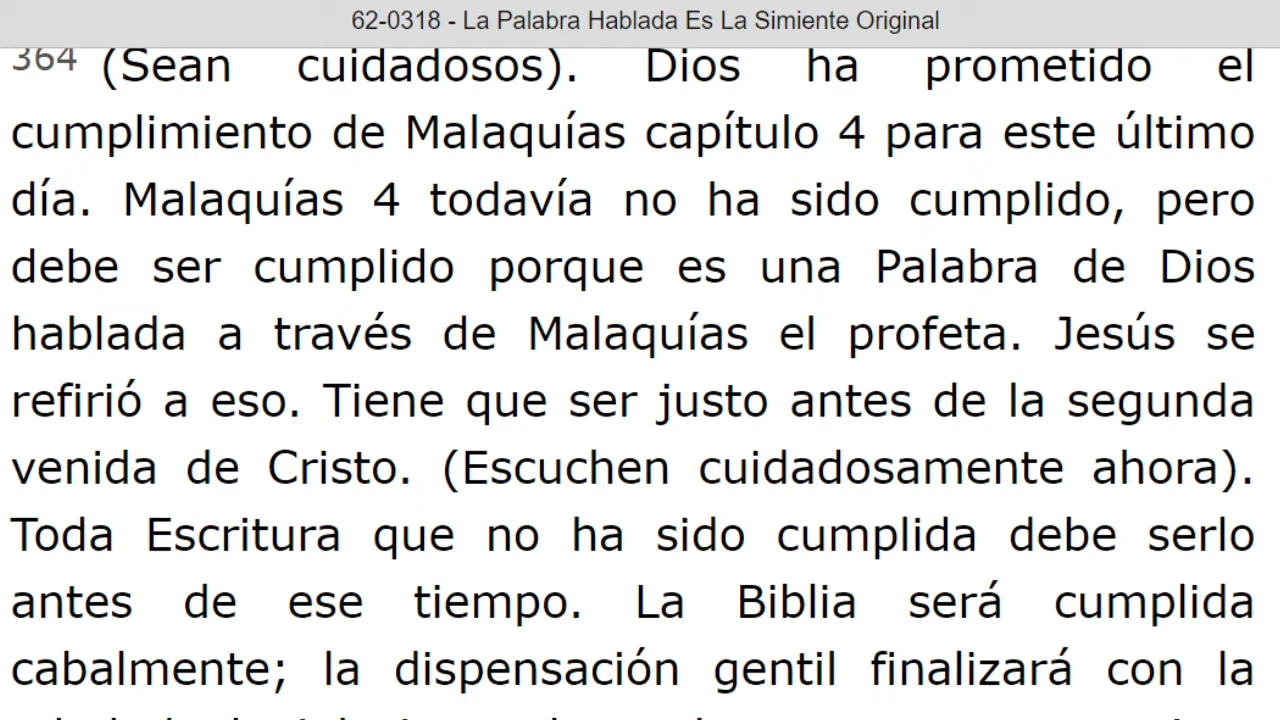 62-0318 - La Palabra Hablada Es La Simiente Original
364 (Sean cuidadosos). Dios ha prometido el
cumplimiento de Malaquías capítulo 4 para este último
día. Malaquías 4 todavía no ha sido cumplido, pero
debe ser cumplido porque es una Palabra de Dios
hablada a través de Malaquías el profeta. Jesús se
refirió a eso. Tiene que ser justo antes de la segunda
venida de Cristo. (Escuchen cuidadosamente ahora).
Toda Escritura que no ha sido cumplida debe serlo
antes de ese tiempo. La Biblia será cumplida
cabalmente; la dispensación gentil finalizará con la